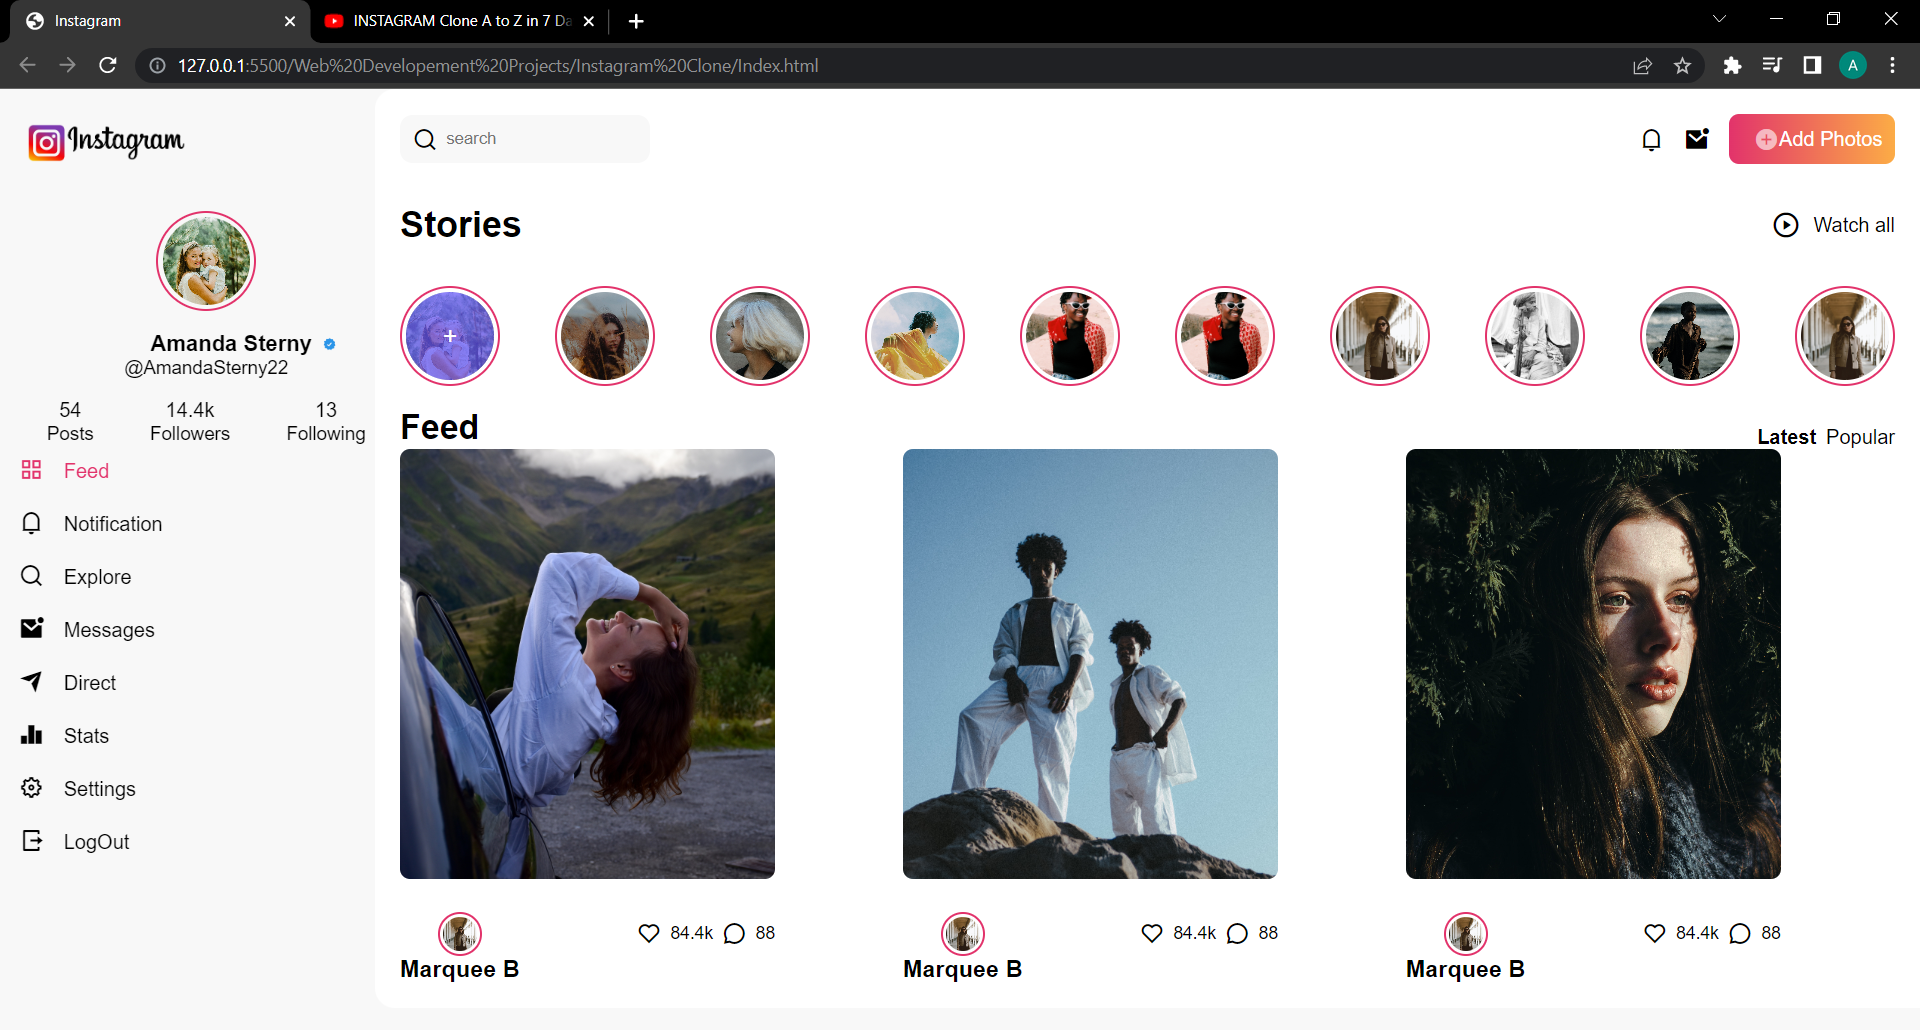 Instagram
INSTAGRAM Clone A to Z in 7 Da
127.0.0.1:5500/Web%20Developement%20Projects/Instagram%20Clone/Index.html
A
Instagram
search
Add Photos
Stories
Watch all
Amanda Sterny
@AmandaSterny22
54
14.4k
13
Posts
Followers
Following
Feed
Latest Popular
Feed
Notification
Explore
Messages
Direct
Stats
Settings
LogOut
84.4k 88
84.4k 88
84.4k 88
Marquee B
Marquee B
Marquee B